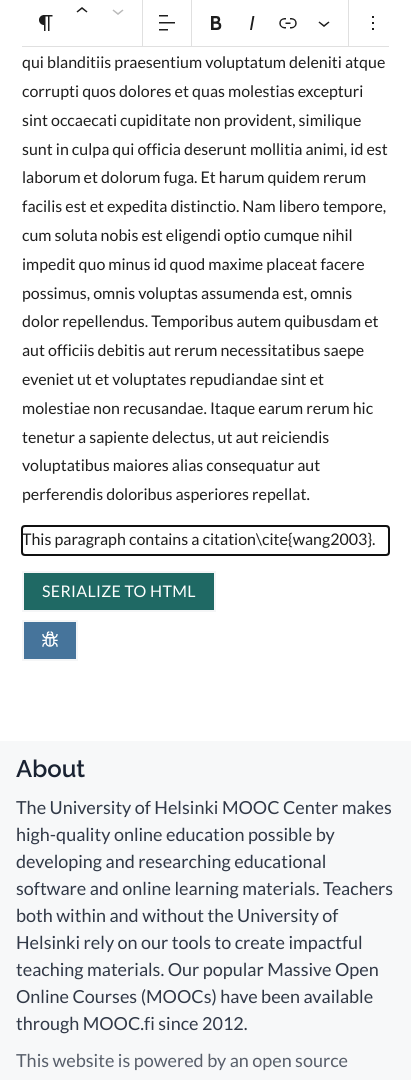 ¶ B I
qui blanditiis praesentium voluptatum deleniti atque
corrupti quos dolores et quas molestias excepturi
sint occaecati cupiditate non provident, similique
sunt in culpa qui officia deserunt mollitia animi, id est
laborum et dolorum fuga. Et harum quidem rerum
facilis est et expedita distinctio. Nam libero tempore,
cum soluta nobis est eligendi optio cumque nihil
impedit quo minus id quod maxime placeat facere
possimus, omnis voluptas assumenda est, omnis
dolor repellendus. Temporibus autem quibusdam et
aut officiis debitis aut rerum necessitatibus saepe
eveniet ut et voluptates repudiandae sint et
molestiae non recusandae. Itaque earum rerum hic
tenetur a sapiente delectus, ut aut reiciendis
voluptatibus maiores alias consequatur aut
perferendis doloribus asperiores repellat.
This paragraph contains a citation\cite{wang2003}.
SERIALIZE TO HTML
About
The University of Helsinki MOOC Center makes
high-quality online education possible by
developing and researching educational
software and online learning materials. Teachers
both within and without the University of
Helsinki rely on our tools to create impactful
teaching materials. Our popular Massive Open
Online Courses (MOOCs) have been available
through MOOC.fi since 2012.
This website is powered by an open source